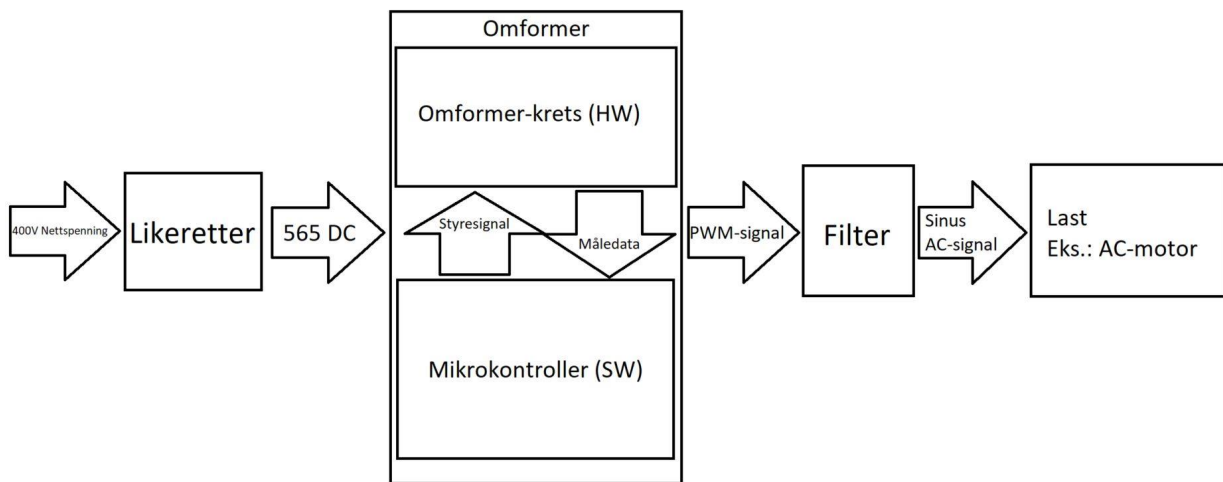 Omformer
Omformer-krets (HW)
400V Nettspenning
Likeretter
565 DC
Styresignal
Måledata
Mikrokontroller (SW)
PWM-signal
Filter
Sinus
AC-signal
Last
Eks.: AC-motor